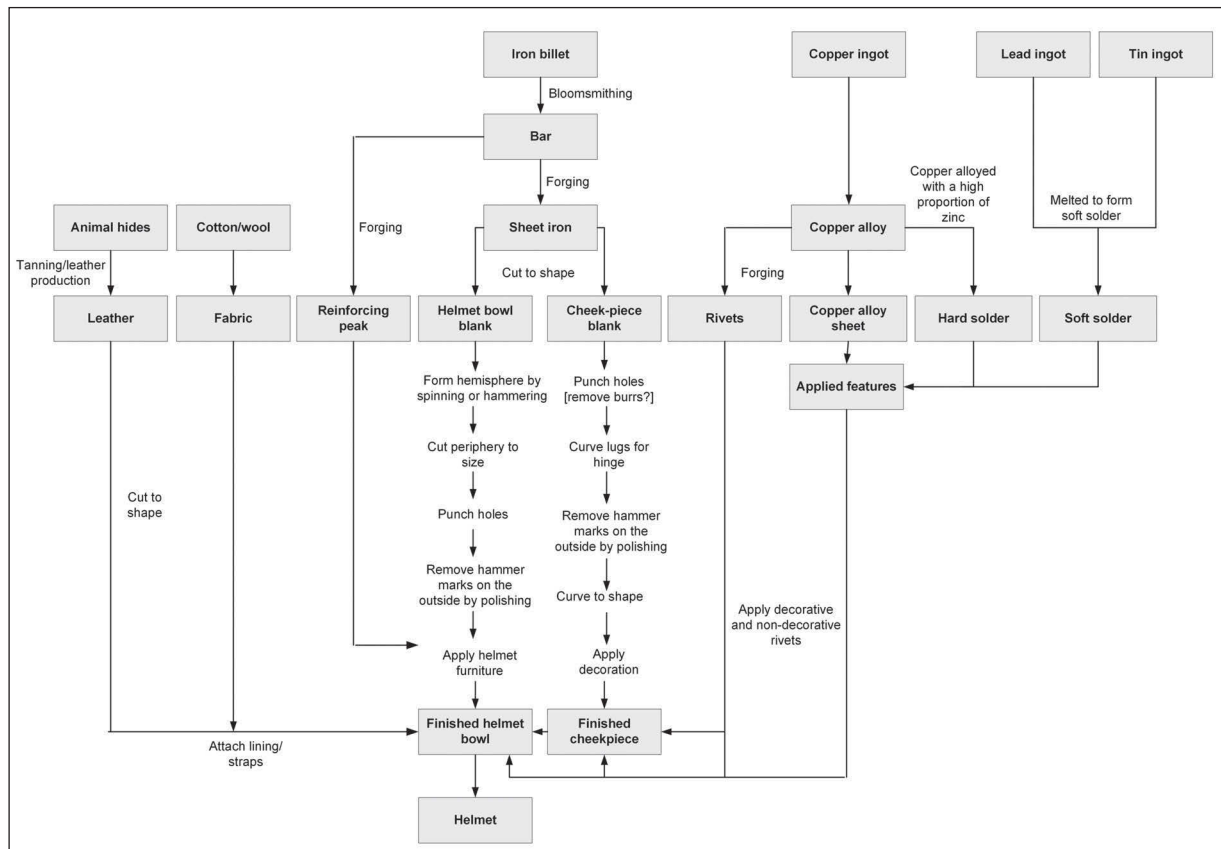 Iron billet
Copper ingot
Lead ingot
Tin ingot
Bloomsmithing
Bar
Forging
Copper alloyed
with a high
proportion of
zinc
Melted to form
soft solder
Animal hides
Cotton/wool
Forging
Sheet iron
Copper alloy
Tanning/leather
production
Cut to shape
Forging
Leather
Fabric
Reinforcing
peak
Helmet bowl
blank
Cheek-piece
blank
Rivets
Copper alloy
sheet
Hard solder
Soft solder
Form hemisphere by
spinning or hammering
Punch holes
[remove burrs?]
Applied features
Cut periphery to
size
Curve lugs for
hinge
Cut to
shape
Punch holes
Remove hammer
marks on the
outside by polishing
Remove hammer
marks on the
outside by polishing
Curve to shape
Apply decorative
and non-decorative
rivets
Apply helmet
furniture
Apply
decoration
Finished helmet
bowl
Finished
cheekpiece
Attach lining/
straps
Helmet